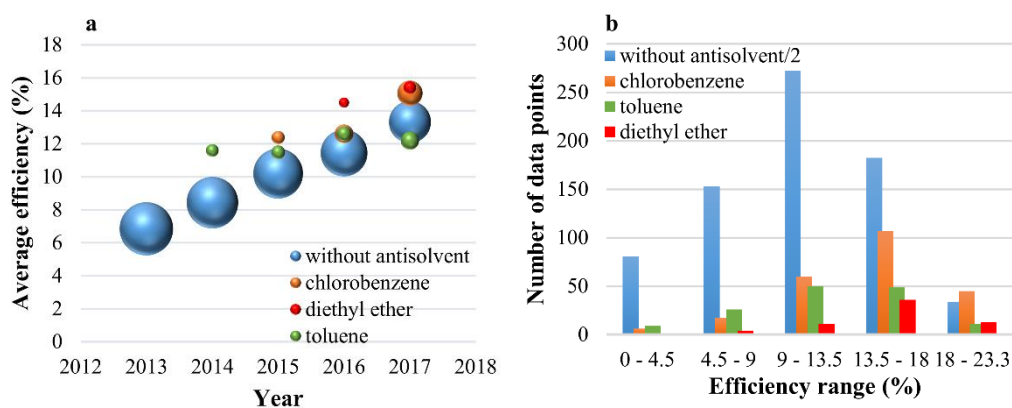 a
Average efficiency (%)
18
16
14
12
10
8
6
4
2
0
2012 2013 2014 2015 2016 2017 2018
Year
without antisolvent
chlorobenzene
diethyl ether
toluene
b
Number of data points
300
250
200
150
100
50
0
without antisolvent/2
chlorobenzene
toluene
diethyl ether
0 - 4.5 4.5 - 9 9 - 13.5 13.5 - 18 18 - 23.3
Efficiency range (%)